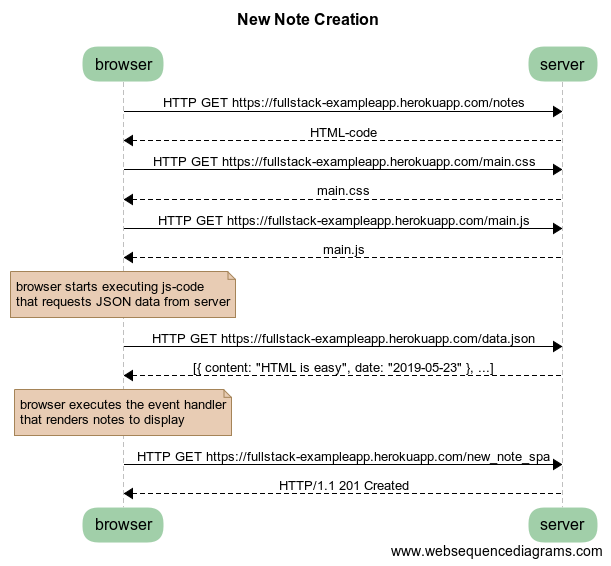 New Note Creation
browser
server
HTTP GET https://fullstack-exampleapp.herokuapp.com/notes
HTML-code
HTTP GET https://fullstack-exampleapp.herokuapp.com/main.css
main.css
HTTP GET https://fullstack-exampleapp.herokuapp.com/main.js
main.js
browser starts executing js-code
that requests JSON data from server
HTTP GET https://fullstack-exampleapp.herokuapp.com/data.json
[{ content: "HTML is easy", date: "2019-05-23" }, ...]
browser executes the event handler
that renders notes to display
HTTP GET https://fullstack-exampleapp.herokuapp.com/new_note_spa
HTTP/1.1 201 Created
browser
server
www.websequencediagrams.com